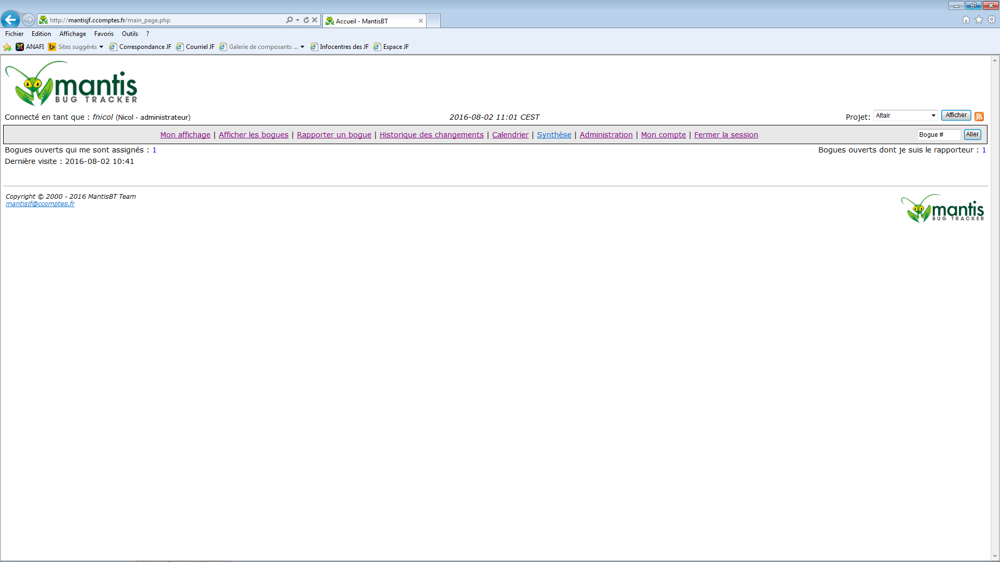 http://mantisjf.ccomptes.fr/main_page.php
Accueil - MantisBT
Fichier Edition Affichage Favoris Outils ?
ANAFI Sites suggérés Correspondance JF Courriel JF Galerie de composants ... Infocentres des JF Espace JF
mantis
BUG TRACKER
Connecté en tant que : fnicol (Nicol - administrateur) 2016-08-02 11:01 CEST Projet: Altair Afficher
Mon affichage | Afficher les bogues | Rapporter un bogue | Historique des changements | Calendrier | Synthèse | Administration | Mon compte | Fermer la session Bogue # Aller
Bogues ouverts qui me sont assignés : 1 Bogues ouverts dont je suis le rapporteur : 1
Dernière visite : 2016-08-02 10:41
Copyright © 2000 - 2016 MantisBT Team
mantisjf@ccomptes.fr
mantis
BUG TRACKER